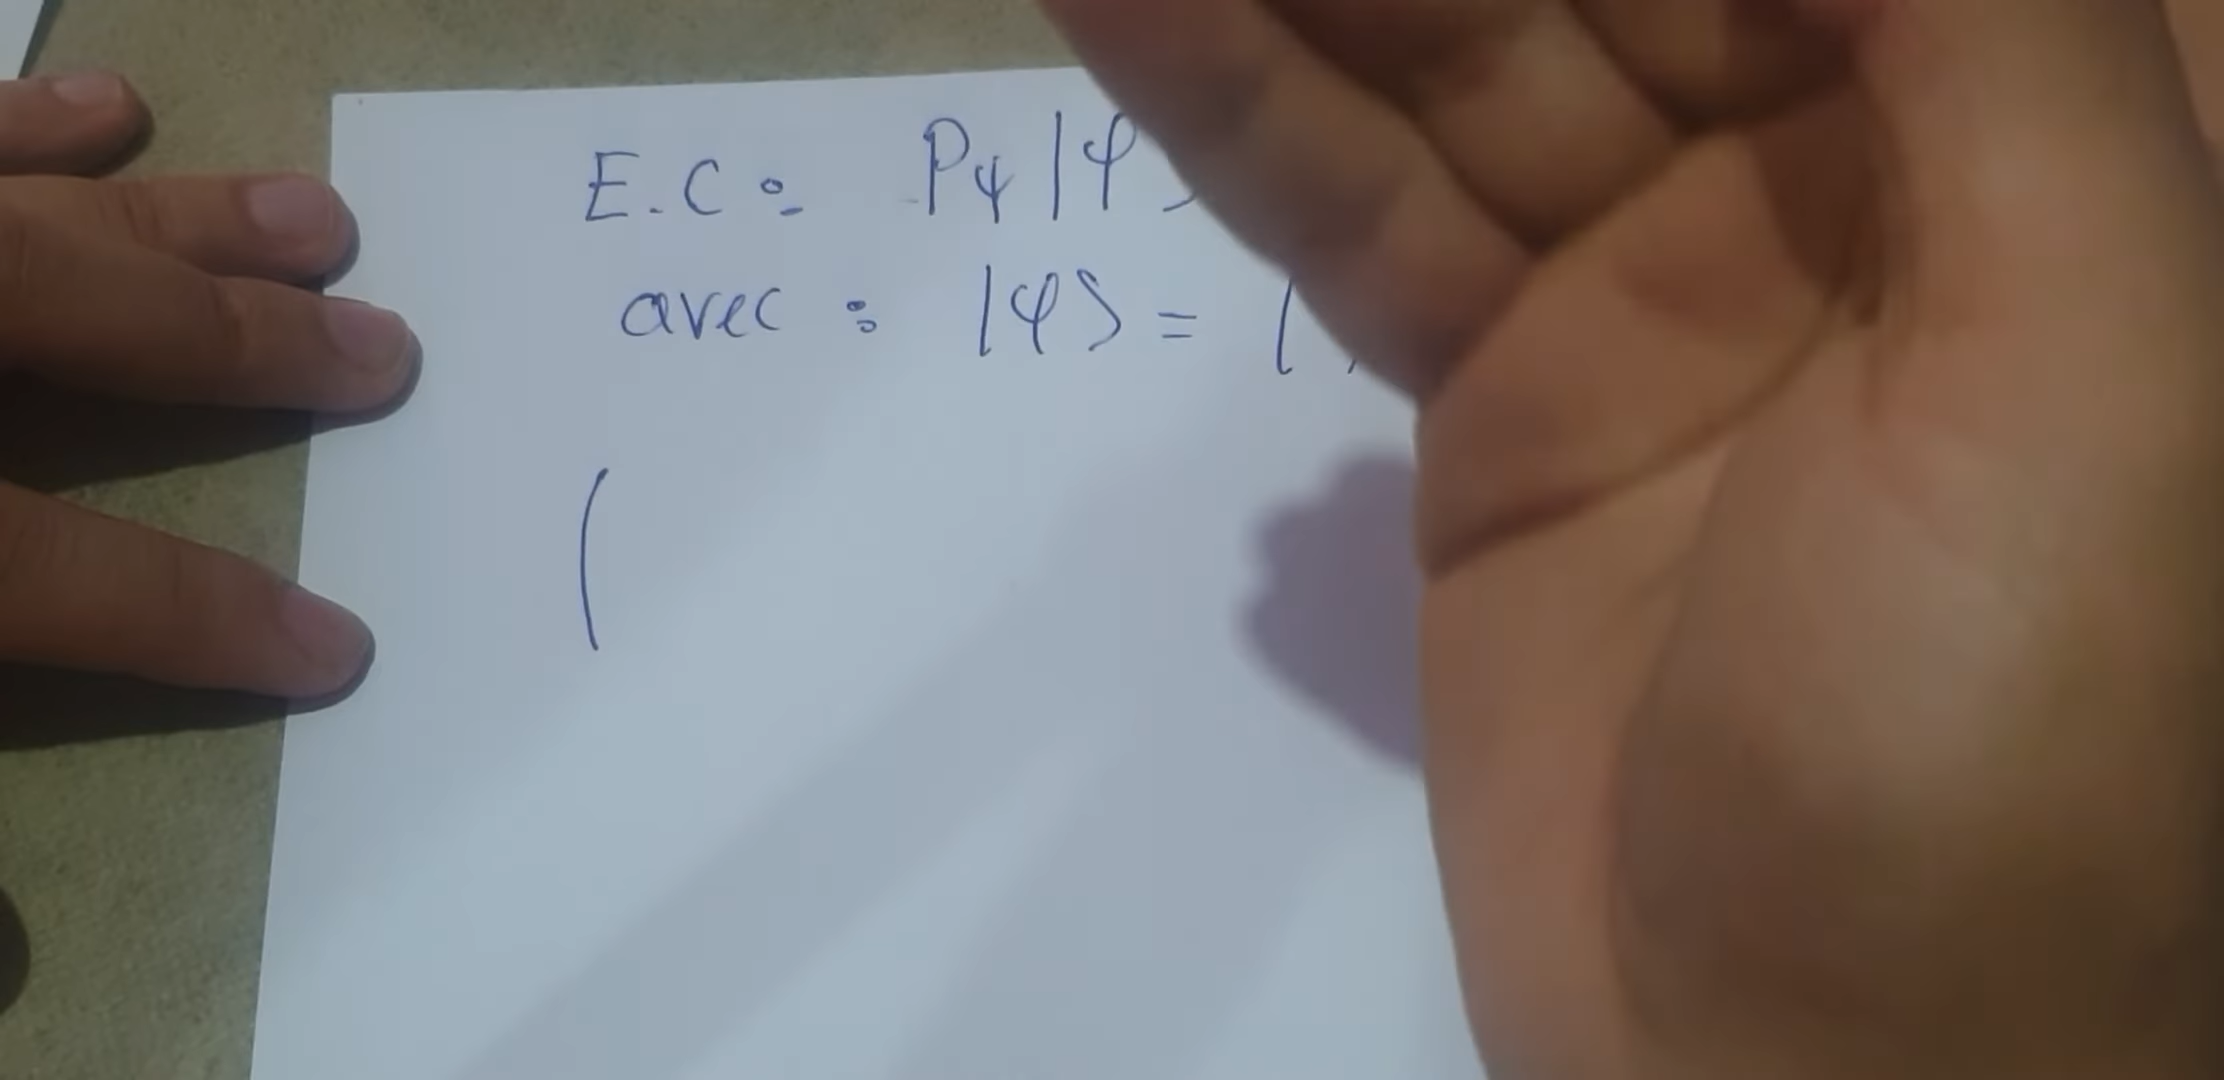 E.C : Pψ |φ>
avec : |φ> = (
(